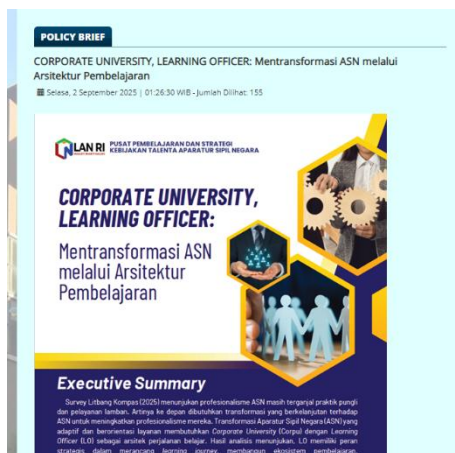 POLICY BRIEF
CORPORATE UNIVERSITY, LEARNING OFFICER: Mentransformasi ASN melalui
Arsitektur Pembelajaran
Selasa, 2 September 2025 | 01:26:30 WIB - Jumlah Dilihat: 155
LAN RI
PUSAT PEMBELAJARAN DAN STRATEGI
KEBIJAKAN TALENTA APARATUR SIPIL NEGARA
CORPORATE UNIVERSITY,
LEARNING OFFICER:
Mentransformasi ASN
melalui Arsitektur
Pembelajaran
Executive Summary
Survey Litbang Kompas (2025) menunjukan profesionalisme ASN masih terganjal praktik pungli
dan pelayanan lamban. Artinya ke depan dibutuhkan transformasi yang berkelanjutan terhadap
ASN untuk meningkatkan profesionalisme mereka. Transformasi Aparatur Sipil Negara (ASN) yang
adaptif dan berorientasi layanan membutuhkan Corporate University (Corpu) dengan Learning
Officer (LO) sebagai arsitek perjalanan belajar. Hasil analisis menunjukan, LO memiliki peran
strategis dalam merancang learning journey, membangun ekosistem pembelajaran,